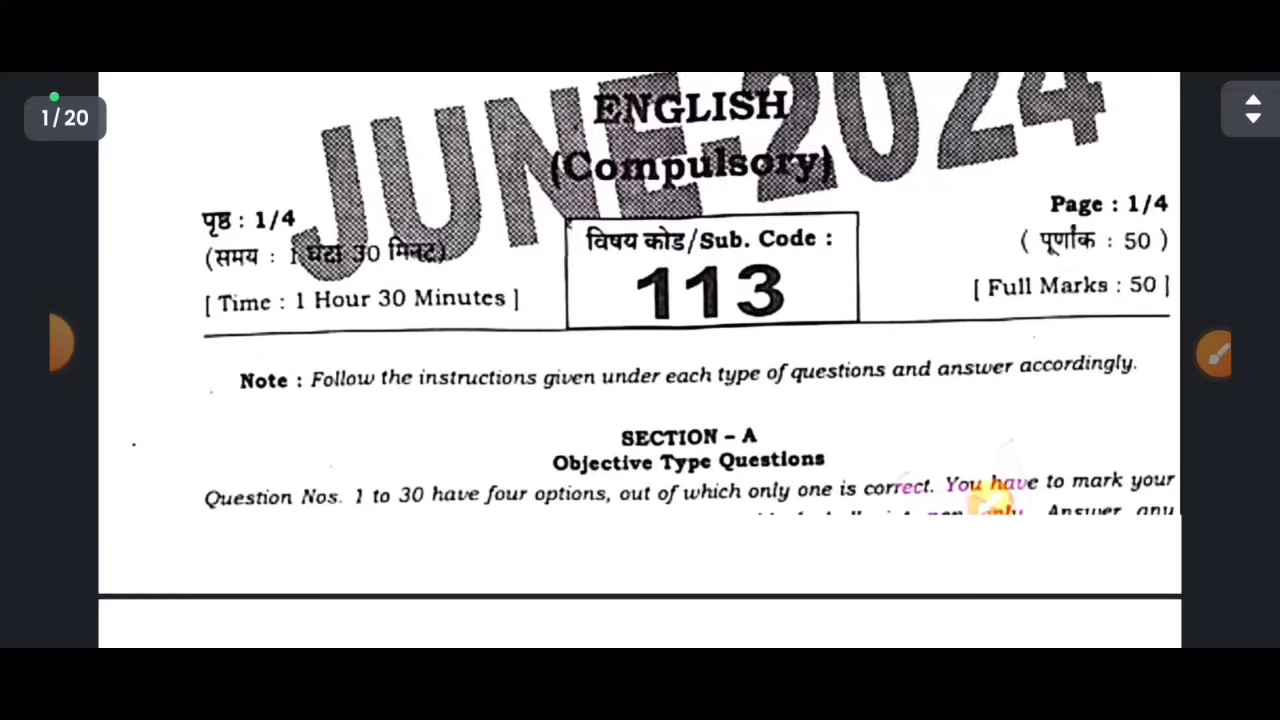 JUNE-2024
1/20
ENGLISH
(Compulsory)
पृष्ठ : 1/4
Page : 1/4
(समय : 1 घंटा 30 मिनट)
विषय कोड/Sub. Code :
( पूर्णांक : 50 )
[ Time : 1 Hour 30 Minutes ]
113
[ Full Marks : 50 ]
Note : Follow the instructions given under each type of questions and answer accordingly.
SECTION – A
Objective Type Questions
Question Nos. 1 to 30 have four options, out of which only one is correct. You have to mark your
only. Answer any